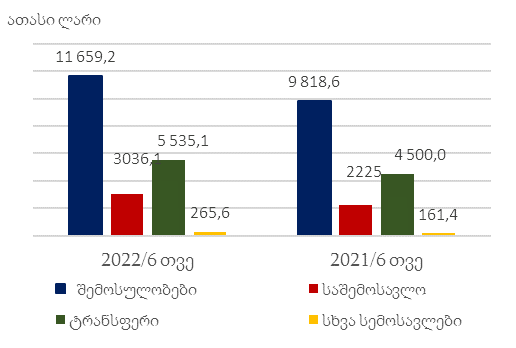 ათასი ლარი
11 659,2
9 818,6
5 535,1
3036,1
4 500,0
2225
265,6
161,4
2022/6 თვე
2021/6 თვე
შემოსულობები
საშემოსავლო
ტრანსფერი
სხვა სემოსავლები